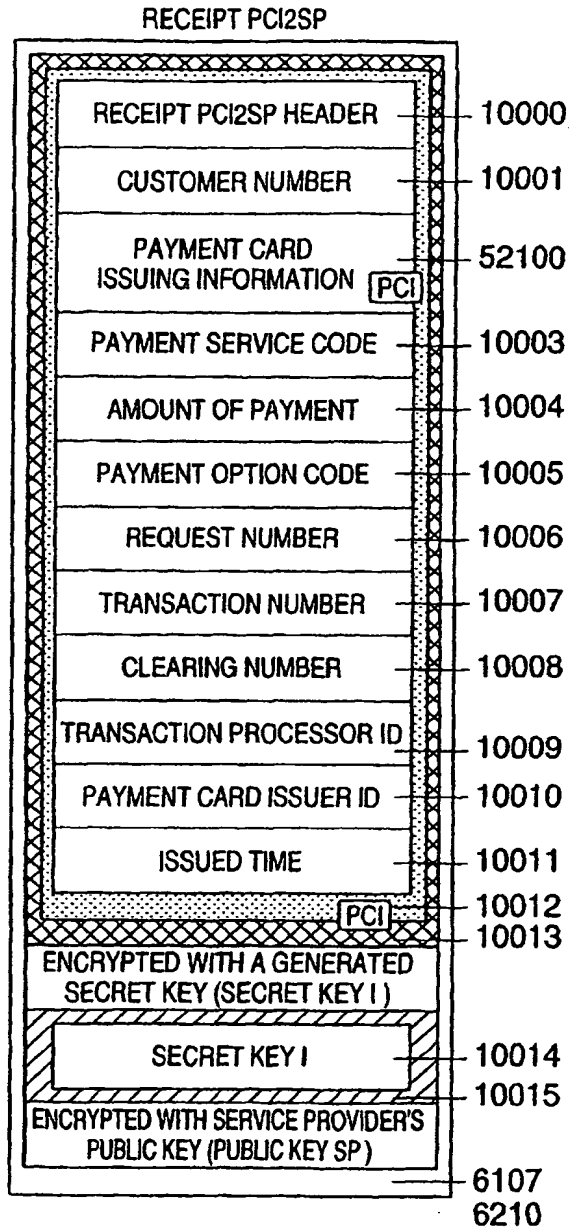 RECEIPT PCI2SP
RECEIPT PCI2SP HEADER 10000
CUSTOMER NUMBER 10001
PAYMENT CARD
ISSUING INFORMATION 52100
PCI
PAYMENT SERVICE CODE 10003
AMOUNT OF PAYMENT 10004
PAYMENT OPTION CODE 10005
REQUEST NUMBER 10006
TRANSACTION NUMBER 10007
CLEARING NUMBER 10008
TRANSACTION PROCESSOR ID 10009
PAYMENT CARD ISSUER ID 10010
ISSUED TIME 10011
PCI 10012
10013
ENCRYPTED WITH A GENERATED
SECRET KEY (SECRET KEY I)
SECRET KEY I 10014
10015
ENCRYPTED WITH SERVICE PROVIDER'S
PUBLIC KEY (PUBLIC KEY SP)
6107
6210